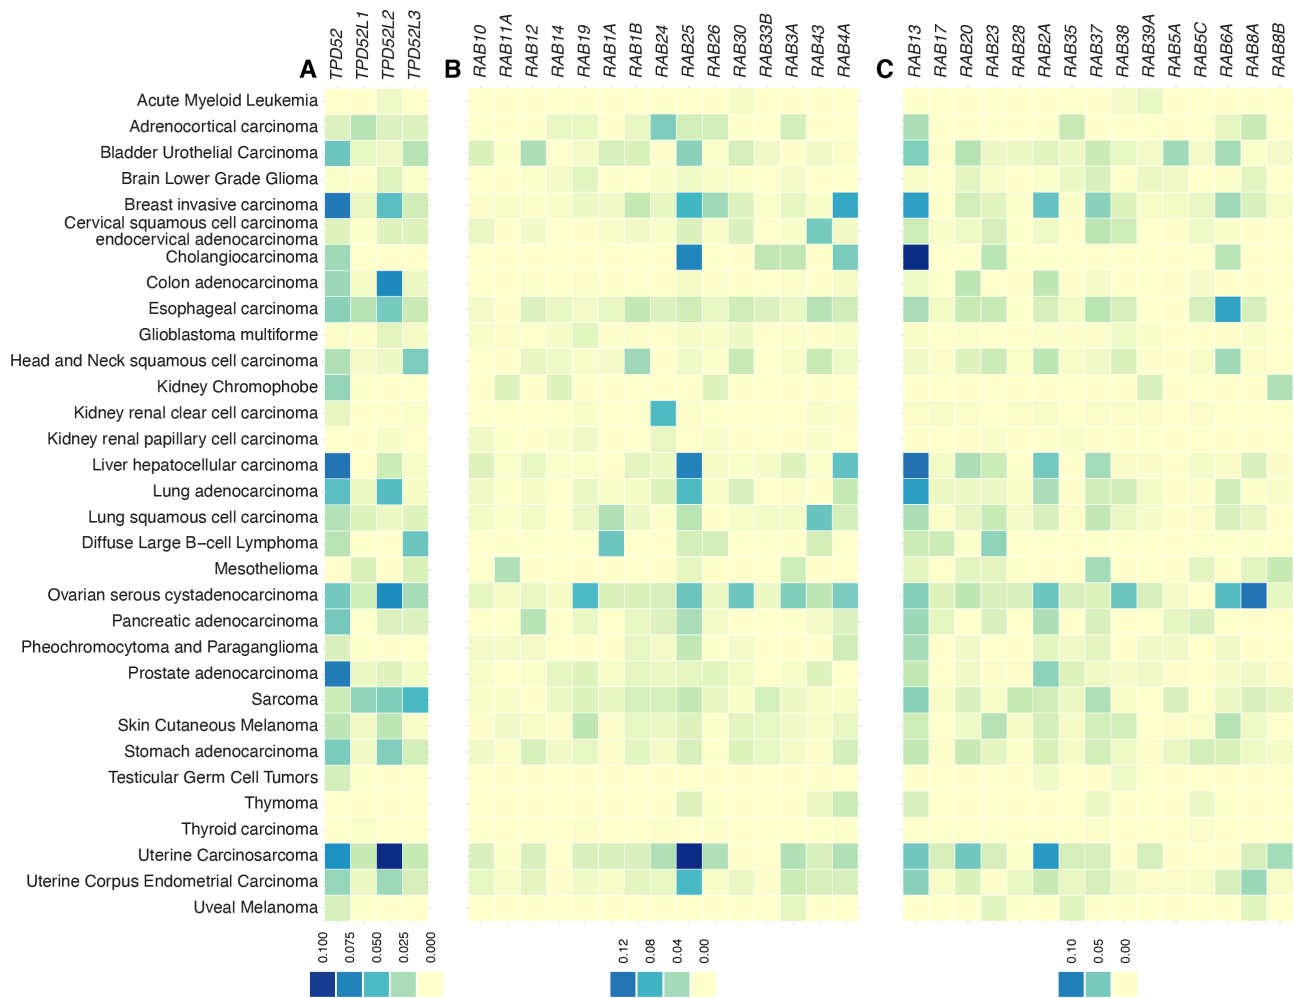 A
TPD52
TPD52L1
TPD52L2
TPD52L3
B
RAB10
RAB11A
RAB12
RAB14
RAB19
RAB1A
RAB1B
RAB24
RAB25
RAB26
RAB30
RAB33B
RAB3A
RAB43
RAB4A
C
RAB13
RAB17
RAB20
RAB23
RAB28
RAB2A
RAB35
RAB37
RAB38
RAB39A
RAB5A
RAB5C
RAB6A
RAB8A
RAB8B
Acute Myeloid Leukemia
Adrenocortical carcinoma
Bladder Urothelial Carcinoma
Brain Lower Grade Glioma
Breast invasive carcinoma
Cervical squamous cell carcinoma
endocervical adenocarcinoma
Cholangiocarcinoma
Colon adenocarcinoma
Esophageal carcinoma
Glioblastoma multiforme
Head and Neck squamous cell carcinoma
Kidney Chromophobe
Kidney renal clear cell carcinoma
Kidney renal papillary cell carcinoma
Liver hepatocellular carcinoma
Lung adenocarcinoma
Lung squamous cell carcinoma
Diffuse Large B−cell Lymphoma
Mesothelioma
Ovarian serous cystadenocarcinoma
Pancreatic adenocarcinoma
Pheochromocytoma and Paraganglioma
Prostate adenocarcinoma
Sarcoma
Skin Cutaneous Melanoma
Stomach adenocarcinoma
Testicular Germ Cell Tumors
Thymoma
Thyroid carcinoma
Uterine Carcinosarcoma
Uterine Corpus Endometrial Carcinoma
Uveal Melanoma
0.100
0.075
0.050
0.025
0.000
0.12
0.08
0.04
0.00
0.10
0.05
0.00